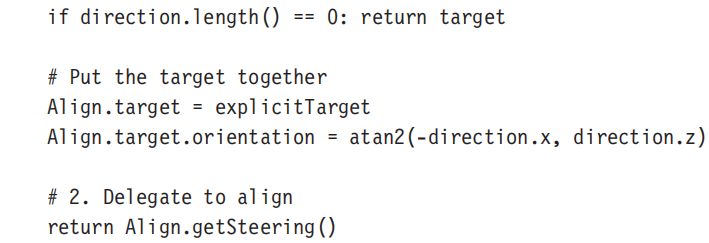 if direction.length() == 0: return target
# Put the target together
Align.target = explicitTarget
Align.target.orientation = atan2(-direction.x, direction.z)
# 2. Delegate to align
return Align.getSteering()